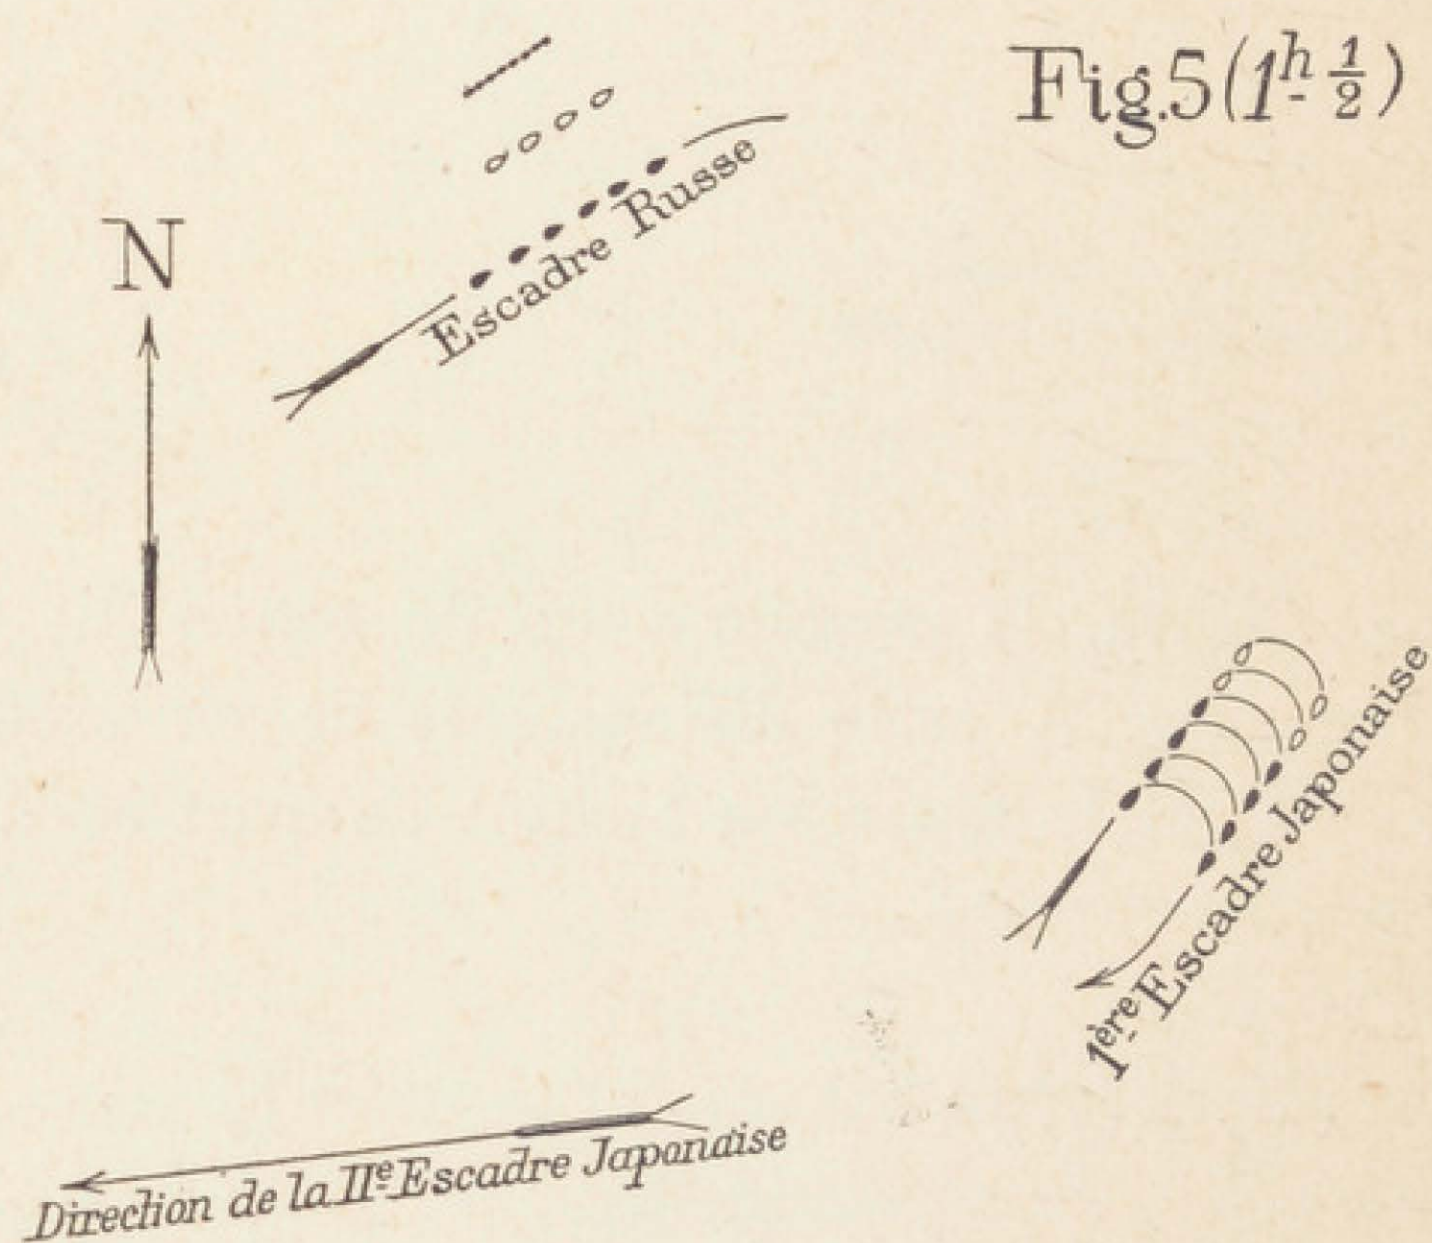 Fig.5 (1h 1/2)
N
Escadre Russe
1ère Escadre Japonaise
Direction de la IIe Escadre Japonaise